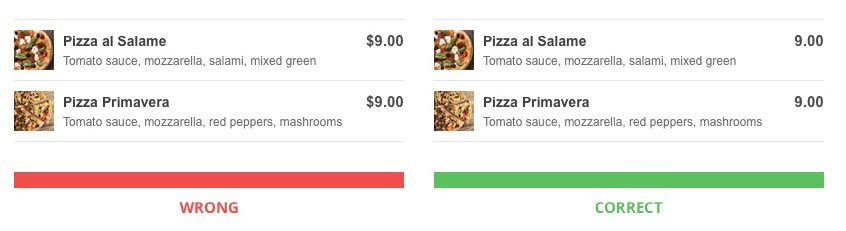 Pizza al Salame $9.00
Tomato sauce, mozzarella, salami, mixed green
Pizza Primavera $9.00
Tomato sauce, mozzarella, red peppers, mashrooms
WRONG
Pizza al Salame 9.00
Tomato sauce, mozzarella, salami, mixed green
Pizza Primavera 9.00
Tomato sauce, mozzarella, red peppers, mashrooms
CORRECT